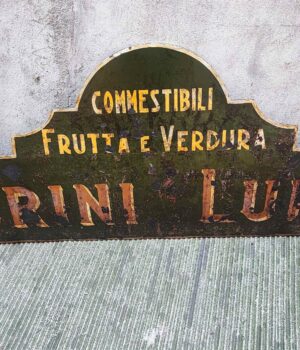 COMMESTIBILI
FRUTTA E VERDURA
RINI LU